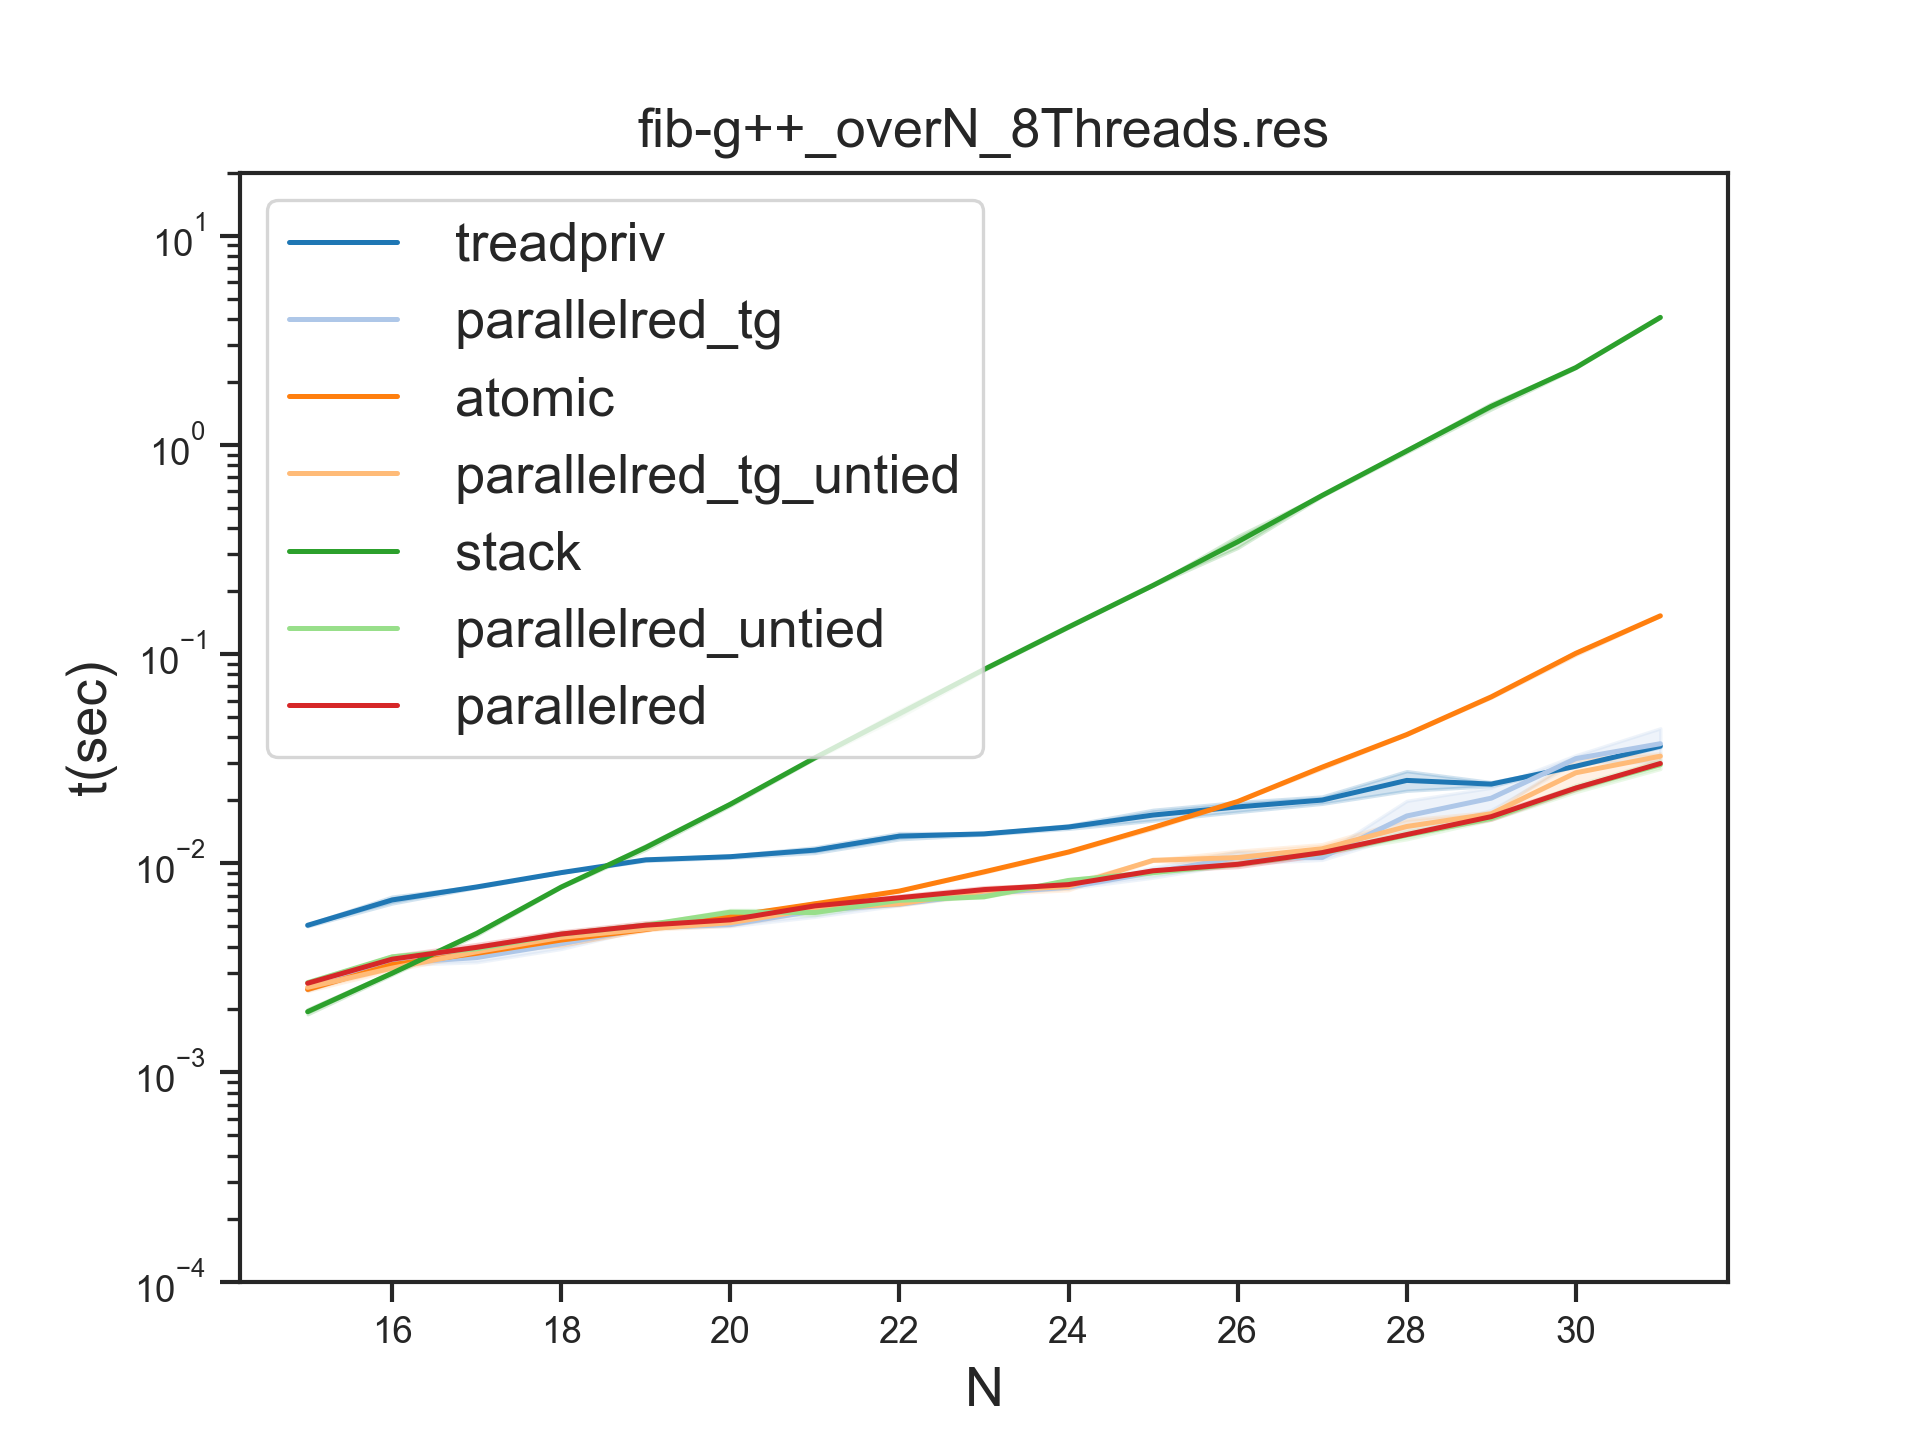 fib-g++_overN_8Threads.res
treadpriv
parallelred_tg
atomic
parallelred_tg_untied
stack
parallelred_untied
parallelred
t(sec)
10^1
10^0
10^−1
10^−2
10^−3
10^−4
16 18 20 22 24 26 28 30
N